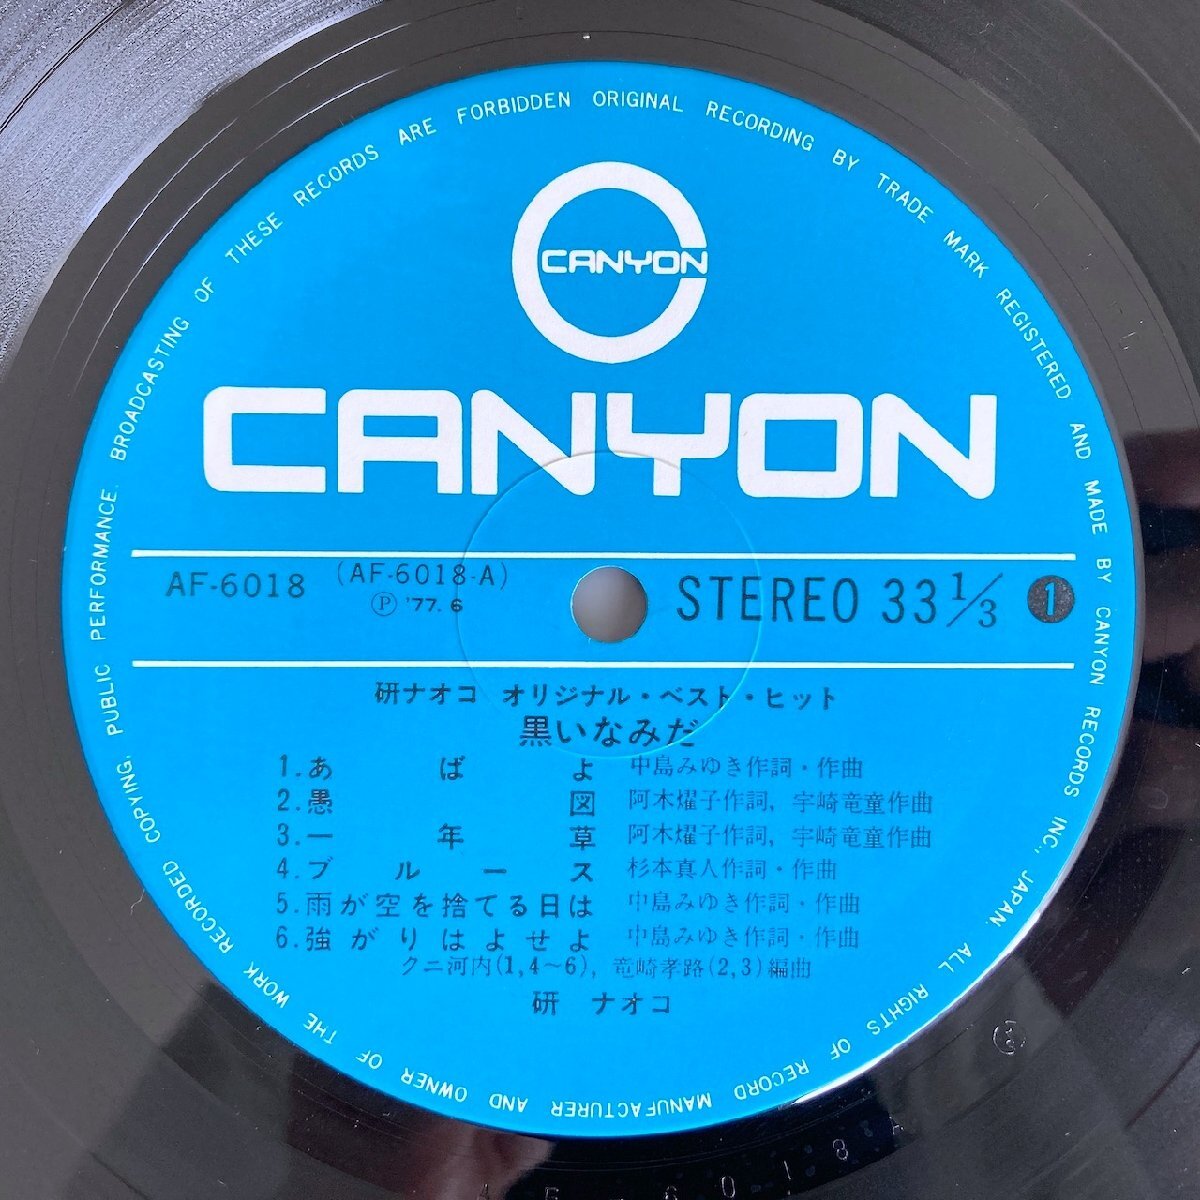 CANYON
CANYON
AF-6018 (AF-6018-A) STEREO 33 1/3 1
Ⓟ '77. 6
研ナオコ オリジナル・ベスト・ヒット
黒いなみだ
1.あばよ 中島みゆき作詞・作曲
2.愚図 阿木燿子作詞, 宇崎竜童作曲
3.一年草 阿木燿子作詞, 宇崎竜童作曲
4.ブルース 杉本真人作詞・作曲
5.雨が空を捨てる日は 中島みゆき作詞・作曲
6.強がりはよせよ 中島みゆき作詞・作曲
クニ河内(1,4〜6), 竜崎孝路(2,3)編曲
研 ナオコ
ORIGINAL RECORDING BY TRADE MARK REGISTERED AND MADE BY CANYON RECORDS INC., JAPAN. ALL RIGHTS OF RECORD MANUFACTURER AND OWNER OF THE WORK RECORDED COPYING, PUBLIC PERFORMANCE, BROADCASTING OF THESE RECORDS ARE FORBIDDEN